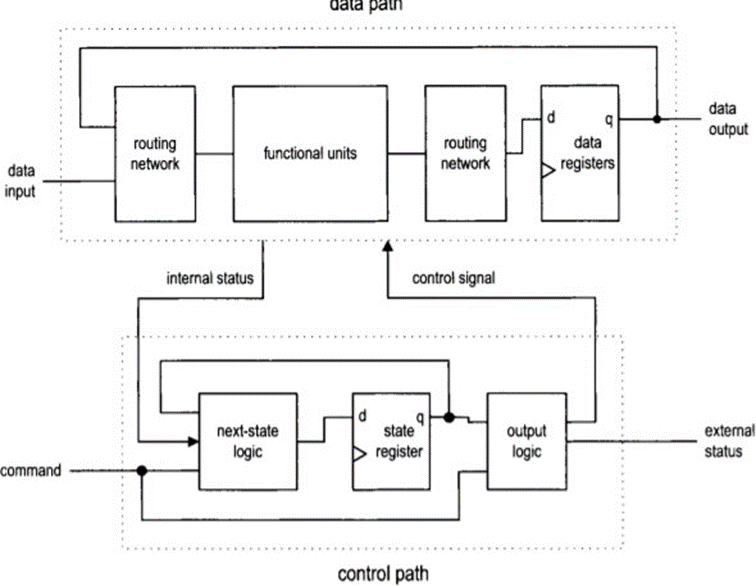 data path
routing
network
functional units
routing
network
d
q
data
registers
data
output
data
input
internal status
control signal
next-state
logic
d
q
state
register
output
logic
external
status
command
control path